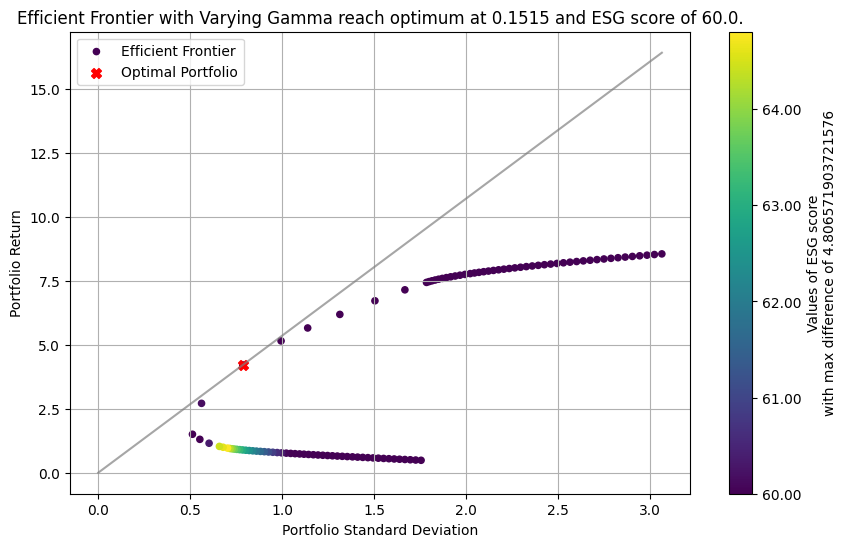 Efficient Frontier with Varying Gamma reach optimum at 0.1515 and ESG score of 60.0.
Efficient Frontier
Optimal Portfolio
Portfolio Return
15.0
12.5
10.0
7.5
5.0
2.5
0.0
0.0
0.5
1.0
1.5
2.0
2.5
3.0
Portfolio Standard Deviation
64.00
63.00
62.00
61.00
60.00
Values of ESG score
with max difference of 4.806571903721576